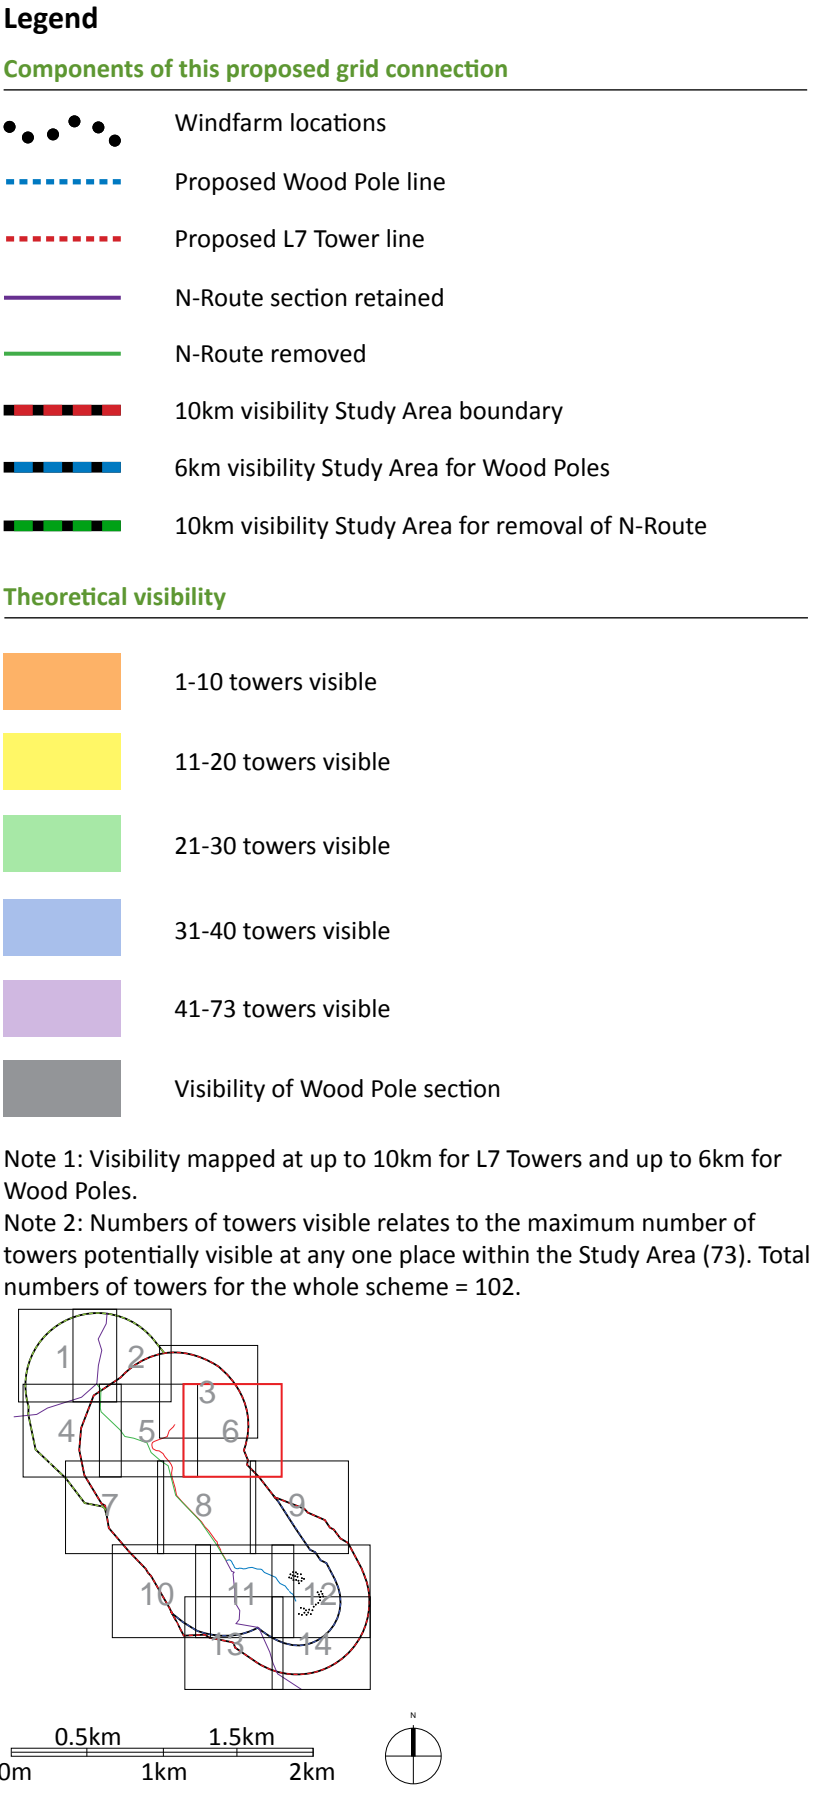 Legend
Components of this proposed grid connection
Windfarm locations
Proposed Wood Pole line
Proposed L7 Tower line
N-Route section retained
N-Route removed
10km visibility Study Area boundary
6km visibility Study Area for Wood Poles
10km visibility Study Area for removal of N-Route
Theoretical visibility
1-10 towers visible
11-20 towers visible
21-30 towers visible
31-40 towers visible
41-73 towers visible
Visibility of Wood Pole section
Note 1: Visibility mapped at up to 10km for L7 Towers and up to 6km for
Wood Poles.
Note 2: Numbers of towers visible relates to the maximum number of
towers potentially visible at any one place within the Study Area (73). Total
numbers of towers for the whole scheme = 102.
1
2
3
4
5
6
7
8
9
10
11
12
13
14
0.5km 1.5km
0m 1km 2km
N